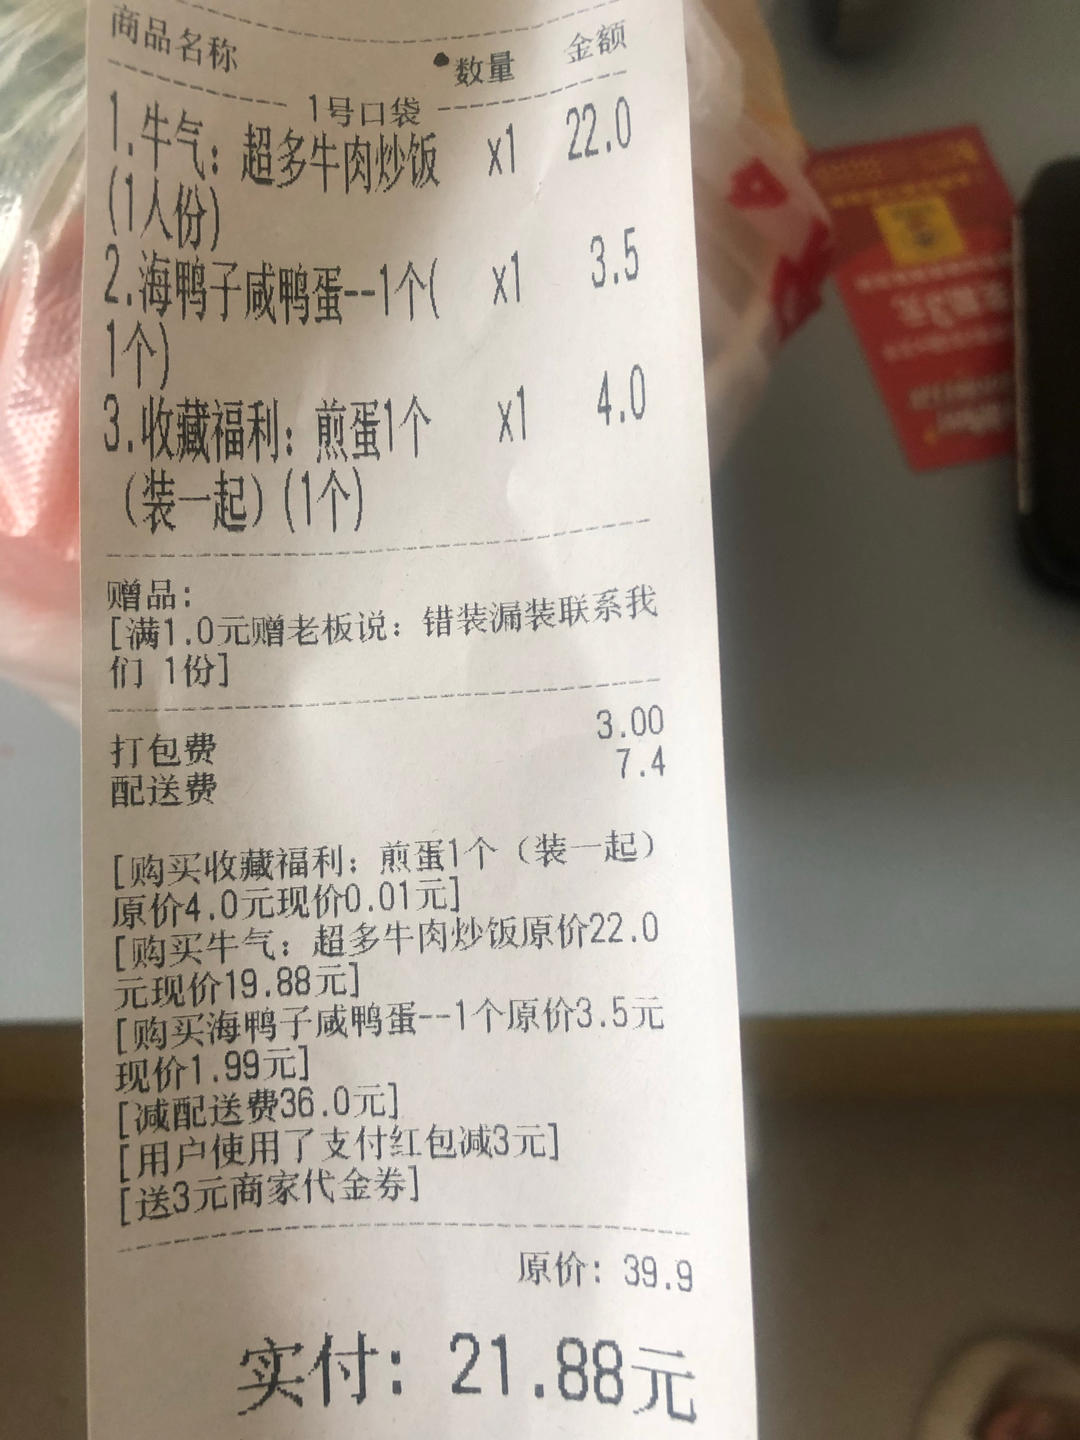 商品名称 数量 金额
1号口袋
1.牛气：超多牛肉炒饭 x1 22.0
(1人份)
2.海鸭子咸鸭蛋--1个( x1 3.5
1个)
3.收藏福利：煎蛋1个 x1 4.0
（装一起）(1个)
赠品：
[满1.0元赠老板说：错装漏装联系我
们 1份]
打包费 3.00
配送费 7.4
[购买收藏福利：煎蛋1个（装一起）
原价4.0元现价0.01元]
[购买牛气：超多牛肉炒饭原价22.0
元现价19.88元]
[购买海鸭子咸鸭蛋--1个原价3.5元
现价1.99元]
[减配送费36.0元]
[用户使用了支付红包减3元]
[送3元商家代金券]
原价：39.9
实付：21.88元